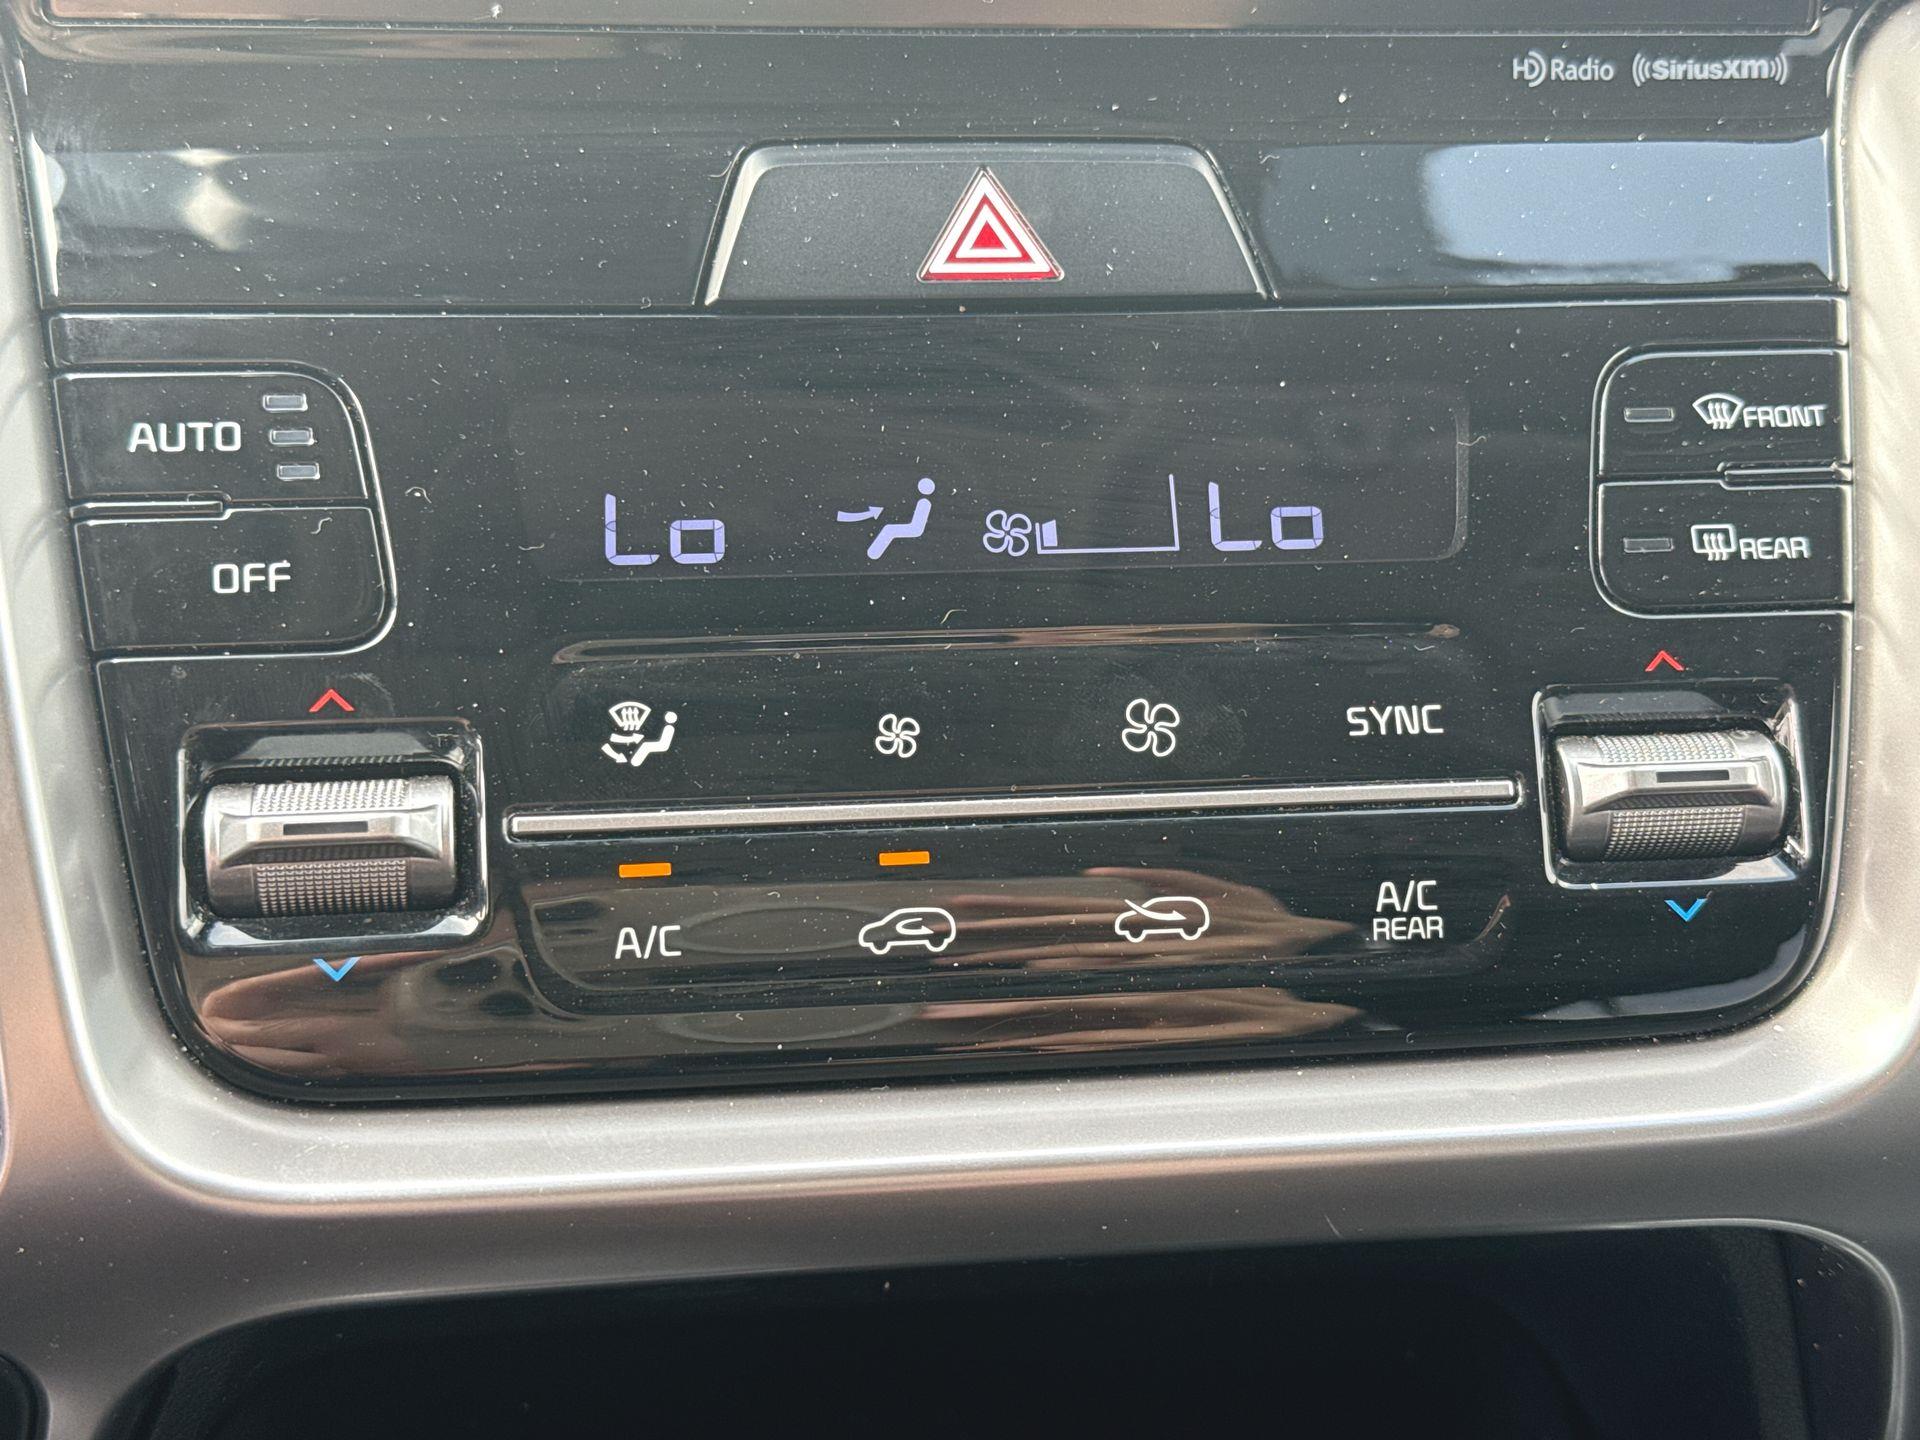 HD Radio SiriusXM
AUTO
OFF
Lo Lo
FRONT
REAR
SYNC
A/C
A/C
REAR